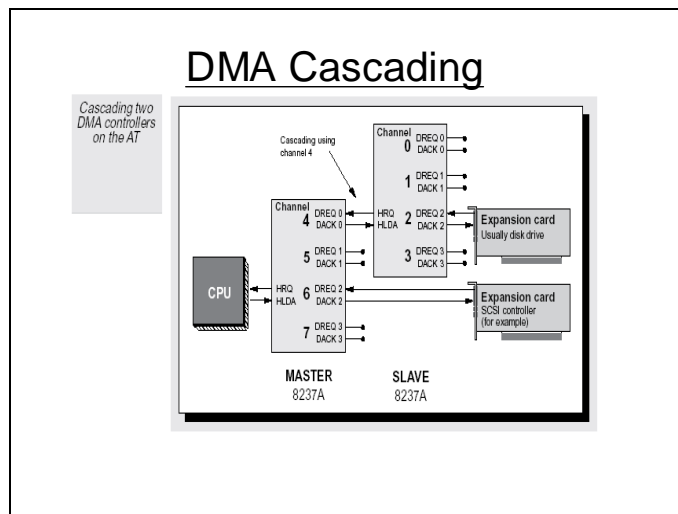 DMA Cascading
Cascading two
DMA controllers
on the AT
Cascading using
channel 4
Channel
0
DREQ 0
DACK 0
1
DREQ 1
DACK 1
HRQ
HLDA
2
DREQ 2
DACK 2
3
DREQ 3
DACK 3
Expansion card
Usually disk drive
Channel
4
DREQ 0
DACK 0
5
DREQ 1
DACK 1
CPU
HRQ
HLDA
6
DREQ 2
DACK 2
7
DREQ 3
DACK 3
Expansion card
SCSI controller
(for example)
MASTER
8237A
SLAVE
8237A